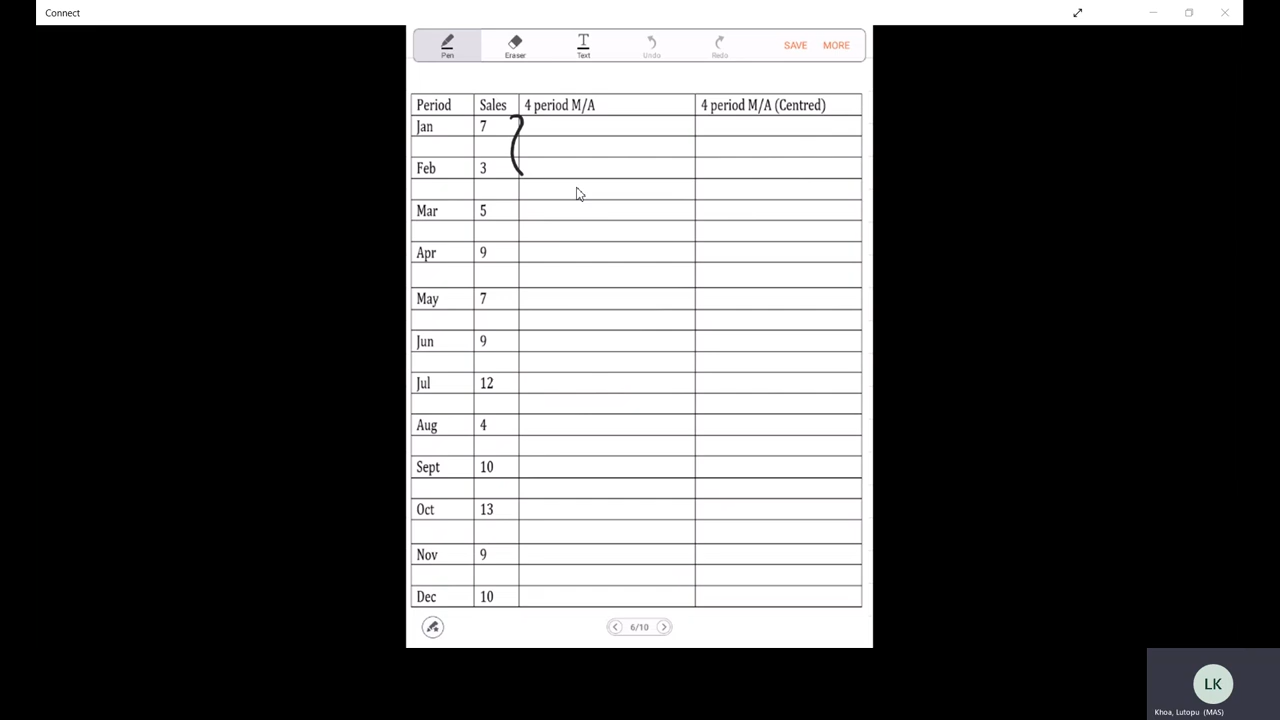 Connect
Pen Eraser Text Undo Redo SAVE MORE
Period Sales 4 period M/A 4 period M/A (Centred)
Jan 7
Feb 3
Mar 5
Apr 9
May 7
Jun 9
Jul 12
Aug 4
Sept 10
Oct 13
Nov 9
Dec 10
6/10
LK
Khoa, Lutopu (MAS)